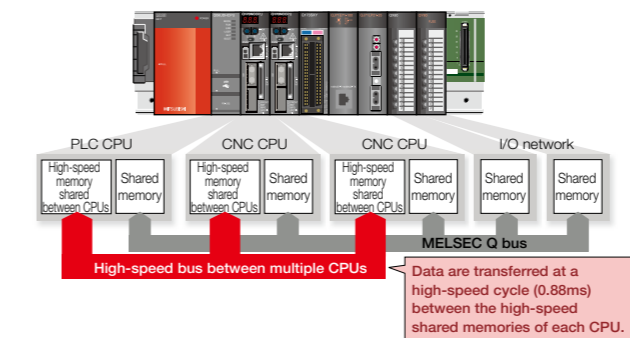 MITSUBISHI
PLC CPU
CNC CPU
CNC CPU
I/O network
High-speed
memory
shared
between CPUs
Shared
memory
High-speed
memory
shared
between CPUs
Shared
memory
High-speed
memory
shared
between CPUs
Shared
memory
Shared
memory
Shared
memory
MELSEC Q bus
High-speed bus between multiple CPUs
Data are transferred at a
high-speed cycle (0.88ms)
between the high-speed
shared memories of each CPU.